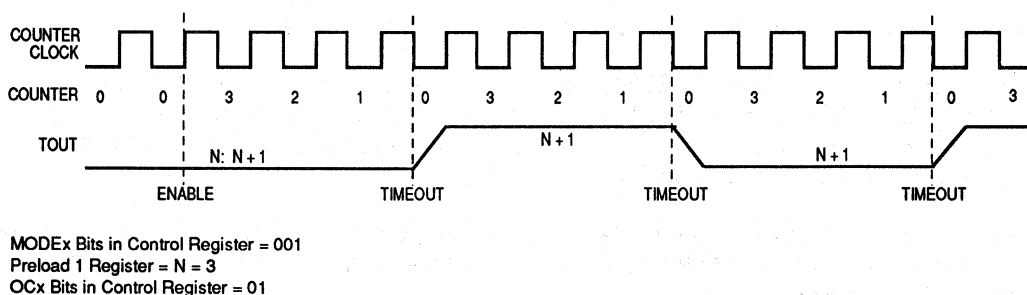 COUNTER
CLOCK
COUNTER 0 0 3 2 1 0 3 2 1 0 3 2 1 0 3
TOUT
N: N + 1
N + 1
N + 1
ENABLE TIMEOUT TIMEOUT TIMEOUT
MODEx Bits in Control Register = 001
Preload 1 Register = N = 3
OCx Bits in Control Register = 01